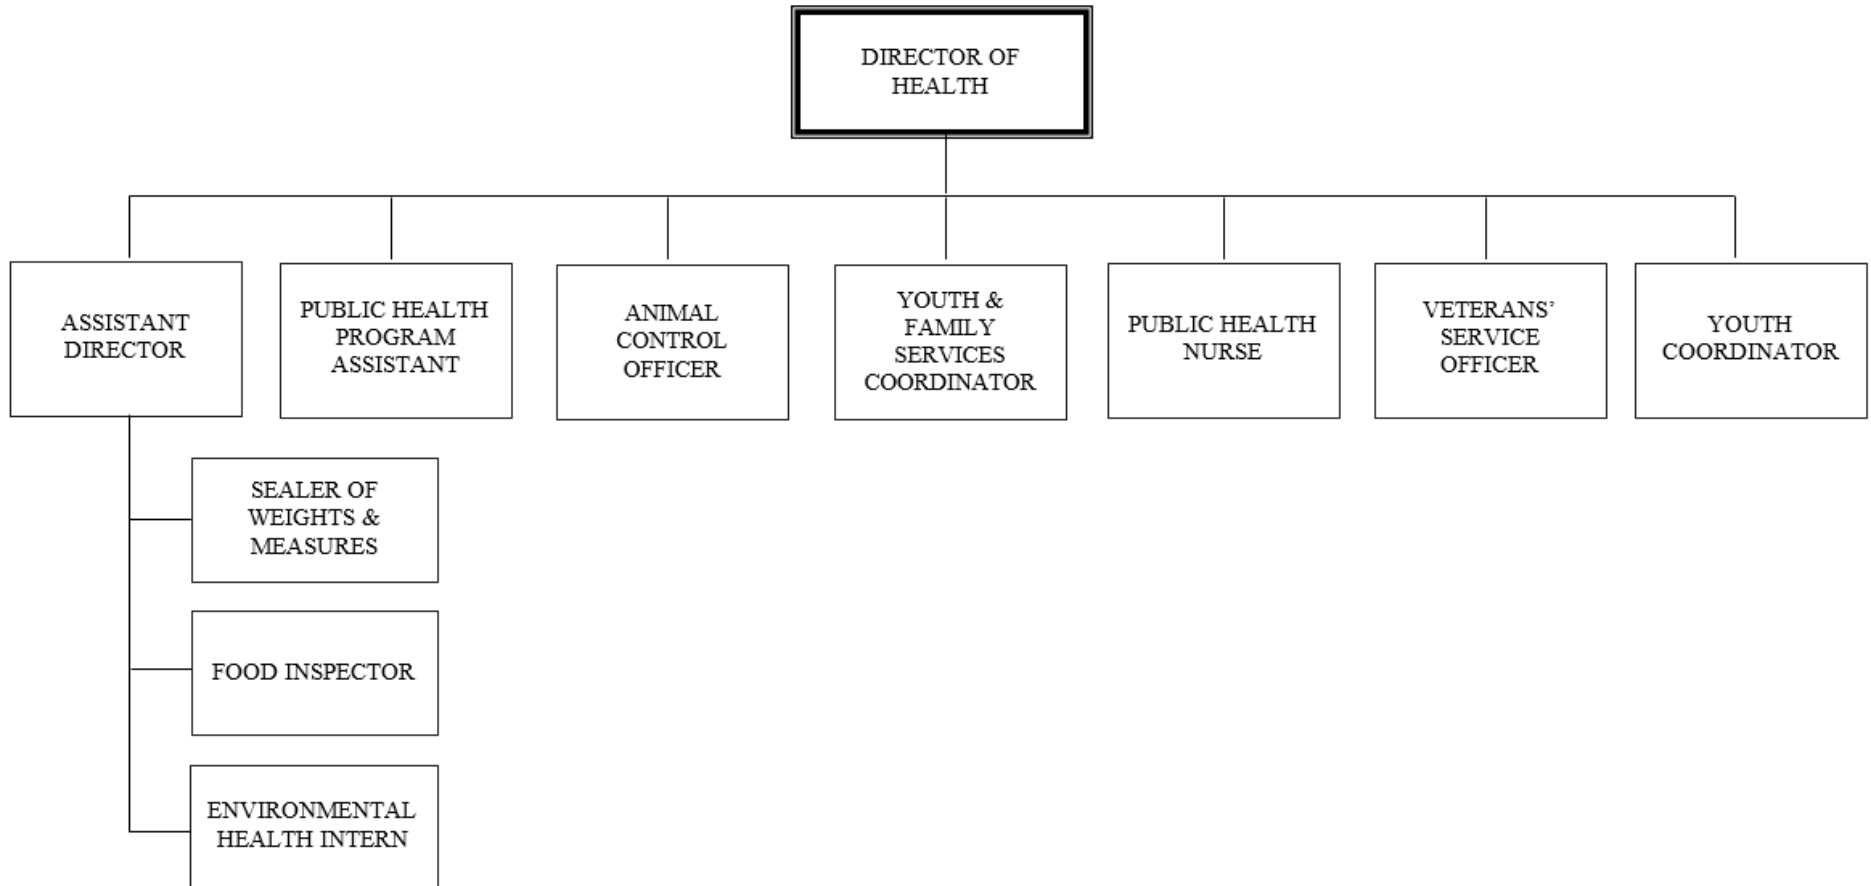 DIRECTOR OF
HEALTH
ASSISTANT
DIRECTOR
PUBLIC HEALTH
PROGRAM
ASSISTANT
ANIMAL
CONTROL
OFFICER
YOUTH &
FAMILY
SERVICES
COORDINATOR
PUBLIC HEALTH
NURSE
VETERANS’
SERVICE
OFFICER
YOUTH
COORDINATOR
SEALER OF
WEIGHTS &
MEASURES
FOOD INSPECTOR
ENVIRONMENTAL
HEALTH INTERN